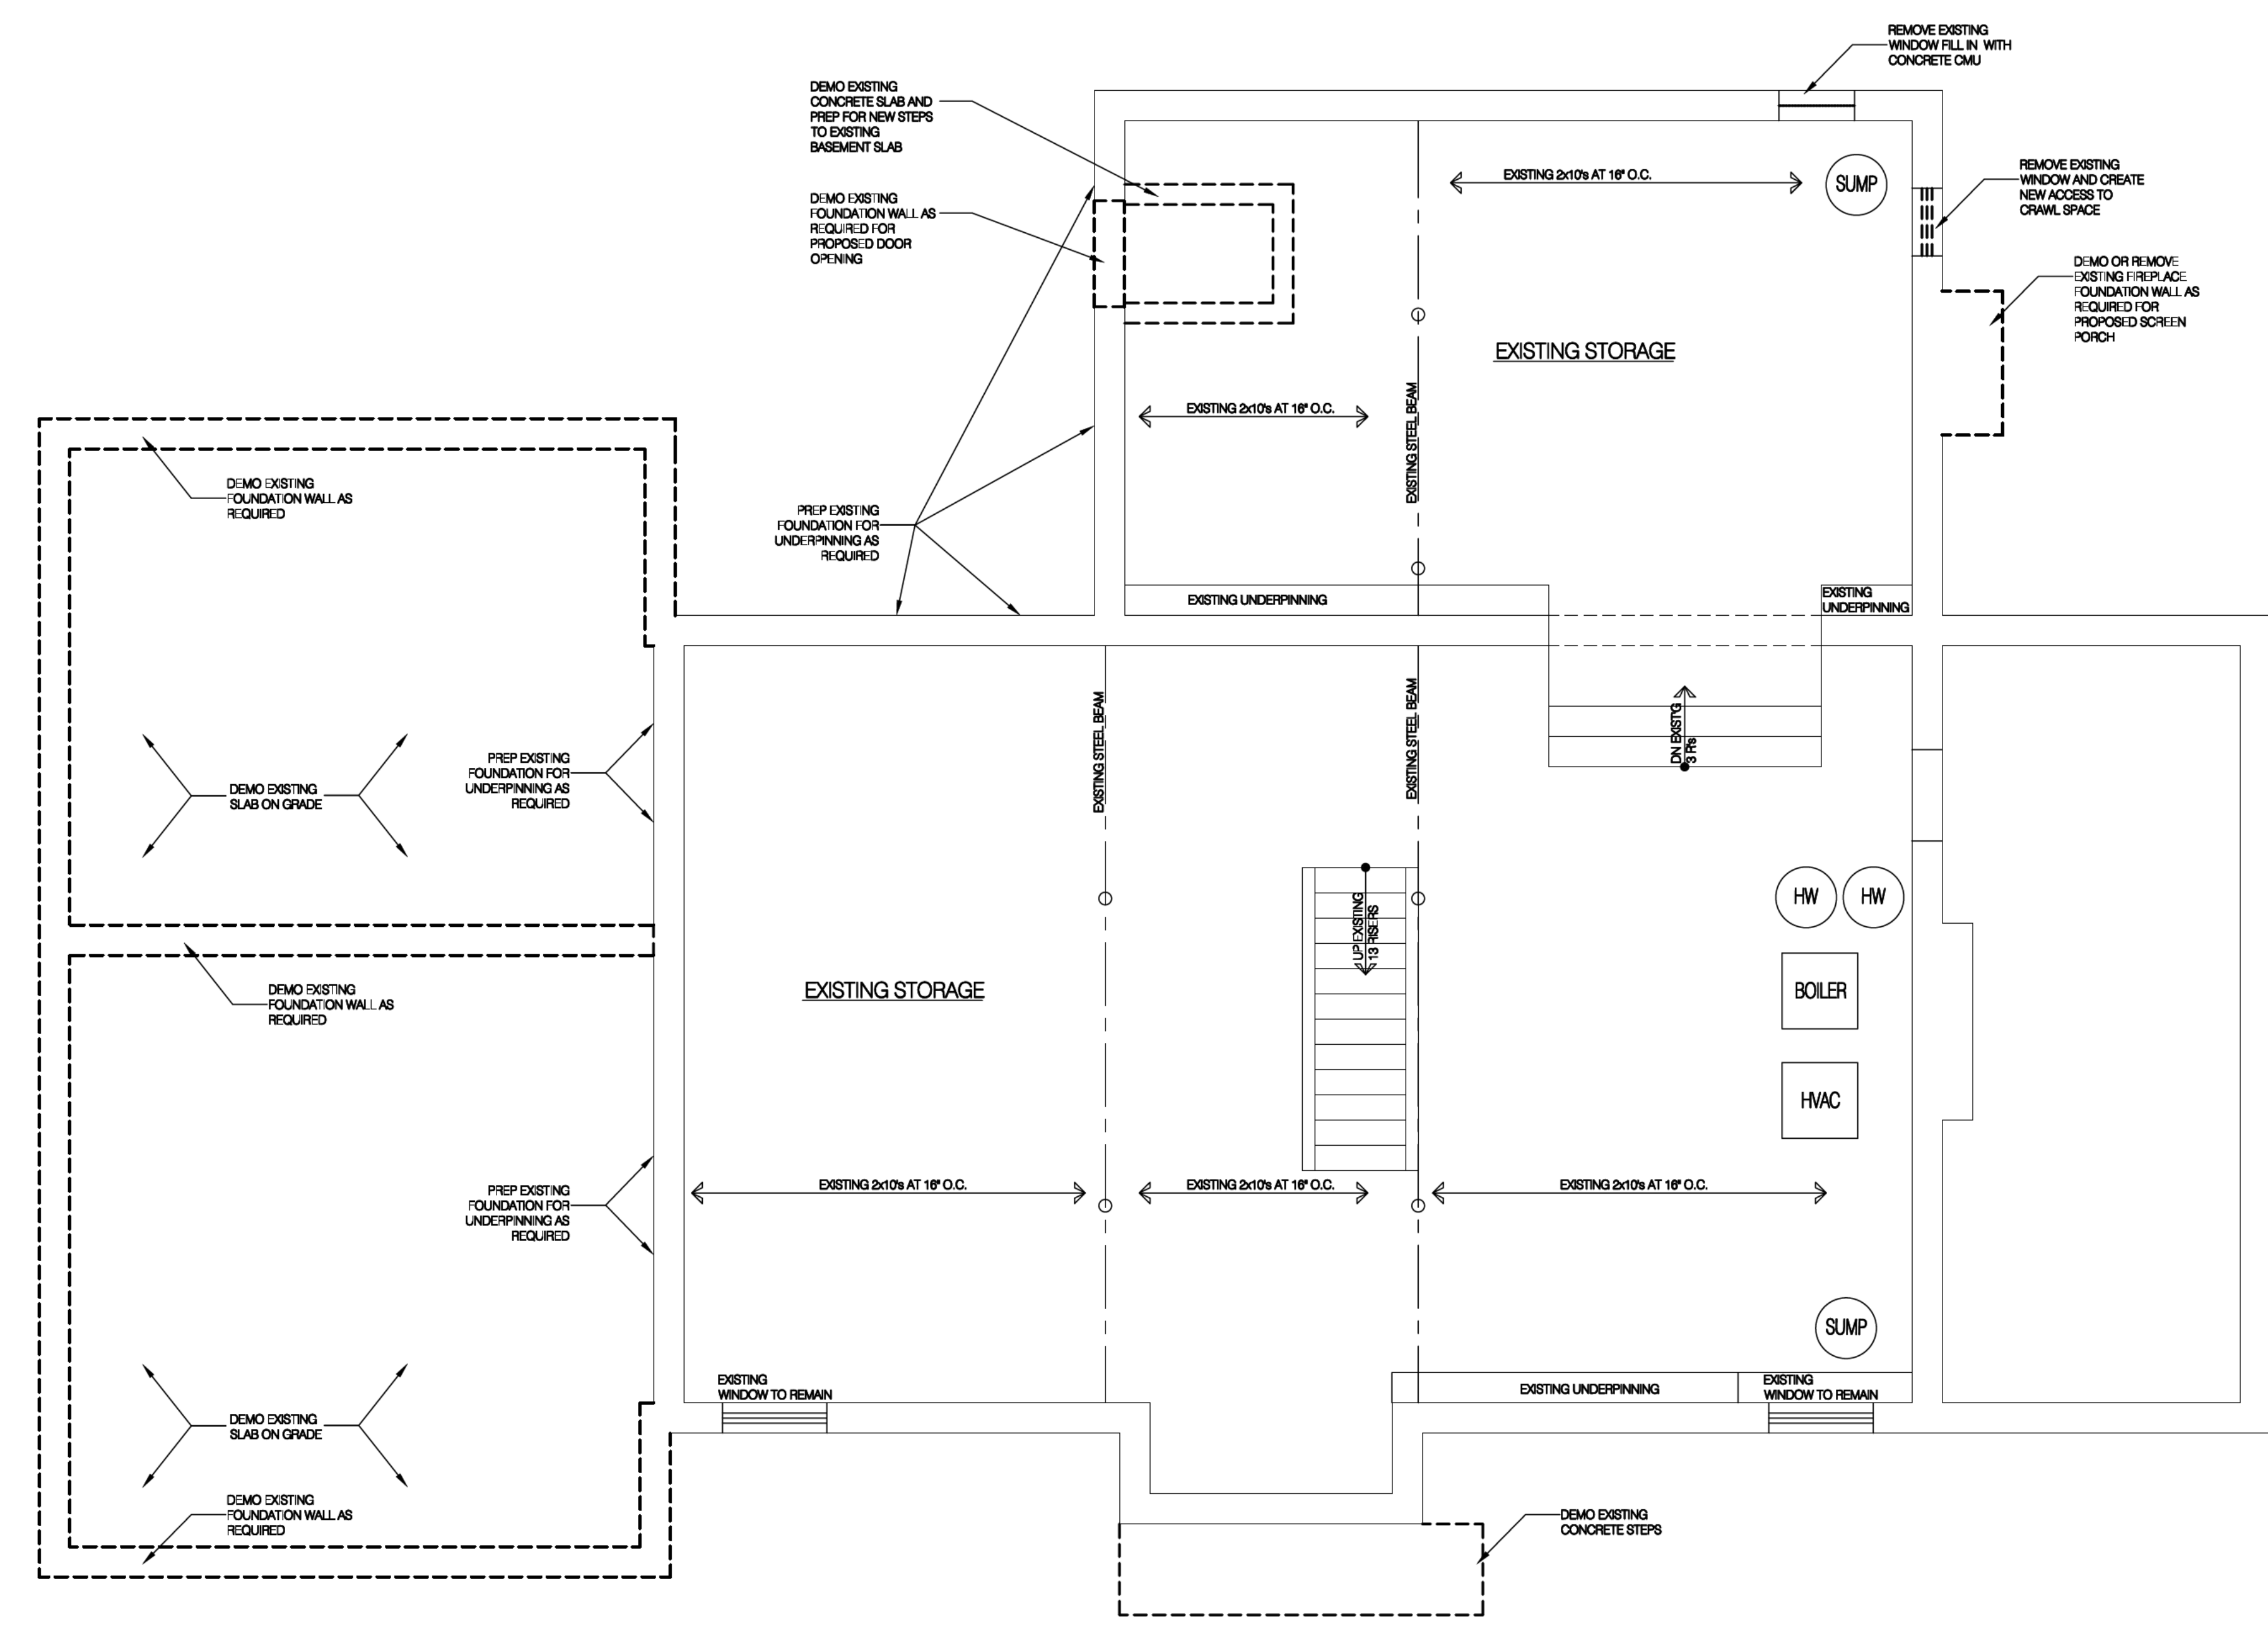 REMOVE EXISTING
WINDOW FILL IN WITH
CONCRETE CMU
DEMO EXISTING
CONCRETE SLAB AND
PREP FOR NEW STEPS
TO EXISTING
BASEMENT SLAB
EXISTING 2x10's AT 16" O.C.
SUMP
REMOVE EXISTING
WINDOW AND CREATE
NEW ACCESS TO
CRAWL SPACE
DEMO EXISTING
FOUNDATION WALL AS
REQUIRED FOR
PROPOSED DOOR
OPENING
DEMO OR REMOVE
EXISTING FIREPLACE
FOUNDATION WALL AS
REQUIRED FOR
PROPOSED SCREEN
PORCH
EXISTING STORAGE
EXISTING 2x10's AT 16" O.C.
EXISTING STEEL BEAM
DEMO EXISTING
FOUNDATION WALL AS
REQUIRED
PREP EXISTING
FOUNDATION FOR
UNDERPINNING AS
REQUIRED
EXISTING UNDERPINNING
EXISTING
UNDERPINNING
EXISTING STEEL BEAM
EXISTING STEEL BEAM
DN EXIST'G
3 R's
PREP EXISTING
FOUNDATION FOR
UNDERPINNING AS
REQUIRED
DEMO EXISTING
SLAB ON GRADE
UP EXISTING
13 RISERS
HW
HW
DEMO EXISTING
FOUNDATION WALL AS
REQUIRED
EXISTING STORAGE
BOILER
HVAC
PREP EXISTING
FOUNDATION FOR
UNDERPINNING AS
REQUIRED
EXISTING 2x10's AT 16" O.C.
EXISTING 2x10's AT 16" O.C.
EXISTING 2x10's AT 16" O.C.
SUMP
EXISTING
WINDOW TO REMAIN
EXISTING UNDERPINNING
EXISTING
WINDOW TO REMAIN
DEMO EXISTING
SLAB ON GRADE
DEMO EXISTING
FOUNDATION WALL AS
REQUIRED
DEMO EXISTING
CONCRETE STEPS